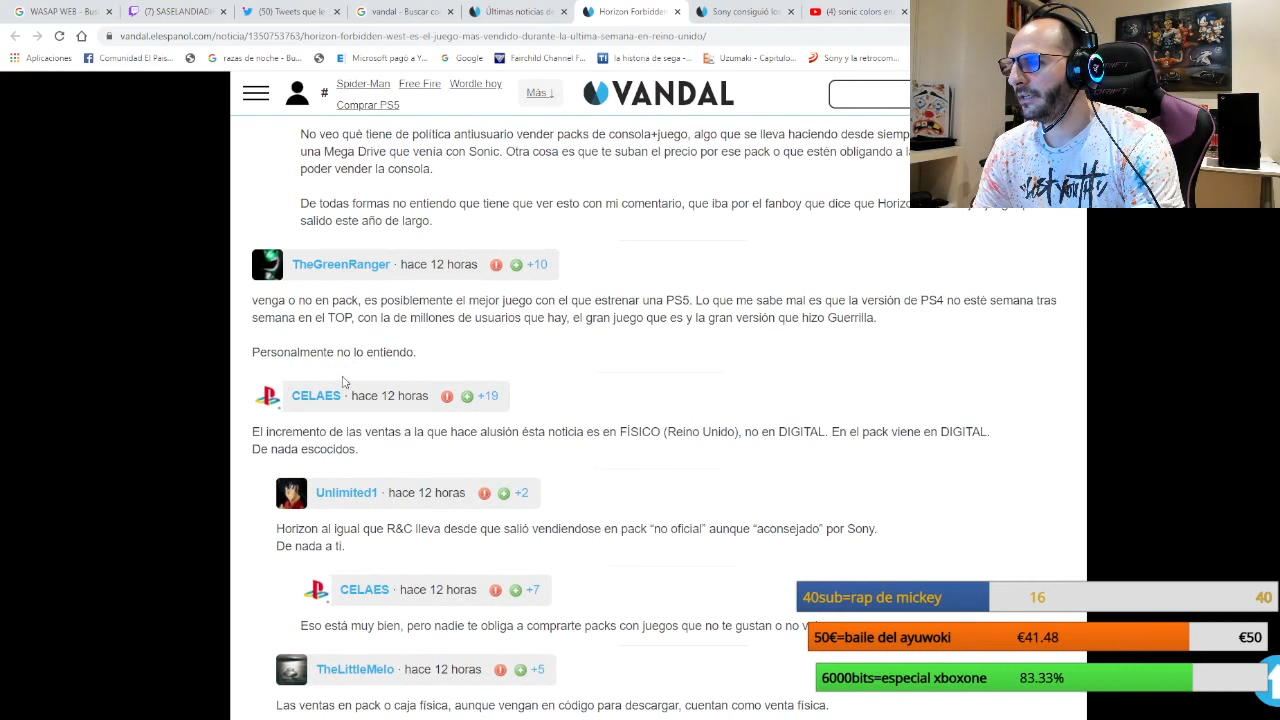 WASAP WEB - Bus
SASELANDIADI
(50) Tweets que le
vandal - Buscar co
Últimas noticias de
Horizon Forbidden
Sony consiguió los
(4) sonic colors en
vandal.elespanol.com/noticia/1350753763/horizon-forbidden-west-es-el-juego-mas-vendido-durante-la-ultima-semana-en-reino-unido/
Aplicaciones
Comunidad El Pais...
razas de noche - Bu...
Microsoft pagó a Y...
Google
Fairchild Channel F...
la historia de sega -...
Uzumaki - Capitulo...
Sony y la retrocom...
# Spider-Man Free Fire Wordle hoy
Comprar PS5
Más ↓
VANDAL
No veo qué tiene de política antiusuario vender packs de consola+juego, algo que se lleva haciendo desde siemp
una Mega Drive que venía con Sonic. Otra cosa es que te suban el precio por ese pack o que estén obligando a la
poder vender la consola.
De todas formas no entiendo que tiene que ver esto con mi comentario, que iba por el fanboy que dice que Horizo
salido este año de largo.
TheGreenRanger · hace 12 horas +10
venga o no en pack, es posiblemente el mejor juego con el que estrenar una PS5. Lo que me sabe mal es que la versión de PS4 no esté semana tras
semana en el TOP, con la de millones de usuarios que hay, el gran juego que es y la gran versión que hizo Guerrilla.
Personalmente no lo entiendo.
CELAES · hace 12 horas +19
El incremento de las ventas a la que hace alusión ésta noticia es en FÍSICO (Reino Unido), no en DIGITAL. En el pack viene en DIGITAL.
De nada escocidos.
Unlimited1 · hace 12 horas +2
Horizon al igual que R&C lleva desde que salió vendiendose en pack "no oficial" aunque "aconsejado" por Sony.
De nada a ti.
CELAES · hace 12 horas +7
Eso está muy bien, pero nadie te obliga a comprarte packs con juegos que no te gustan o no v
TheLittleMelo · hace 12 horas +5
Las ventas en pack o caja física, aunque vengan en código para descargar, cuentan como venta física.
40sub=rap de mickey 16 40
50€=baile del ayuwoki €41.48 €50
6000bits=especial xboxone 83.33%